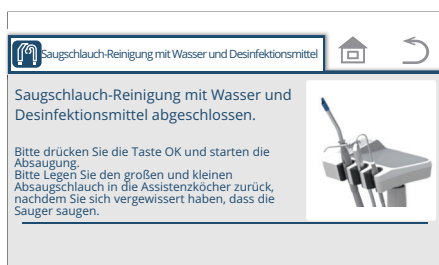 Saugschlauch-Reinigung mit Wasser und Desinfektionsmittel
Saugschlauch-Reinigung mit Wasser und
Desinfektionsmittel abgeschlossen.
Bitte drücken Sie die Taste OK und starten die
Absaugung.
Bitte Legen Sie den großen und kleinen
Absaugschlauch in die Assistenzköcher zurück,
nachdem Sie sich vergewissert haben, dass die
Sauger saugen.